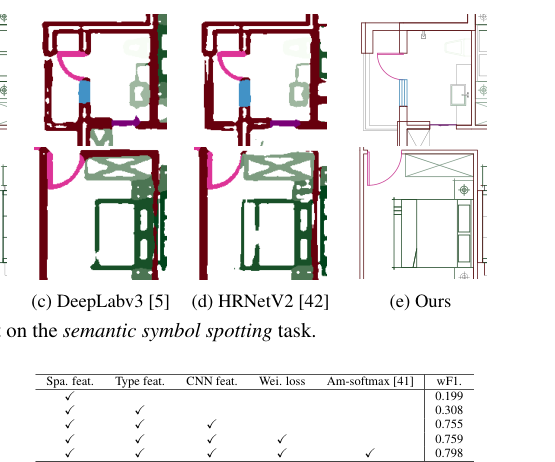 (c) DeepLabv3 [5] (d) HRNetV2 [42] (e) Ours
on the semantic symbol spotting task.
Spa. feat. Type feat. CNN feat. Wei. loss Am-softmax [41] wF1.
✓ 0.199
✓ ✓ 0.308
✓ ✓ ✓ 0.755
✓ ✓ ✓ ✓ 0.759
✓ ✓ ✓ ✓ ✓ 0.798